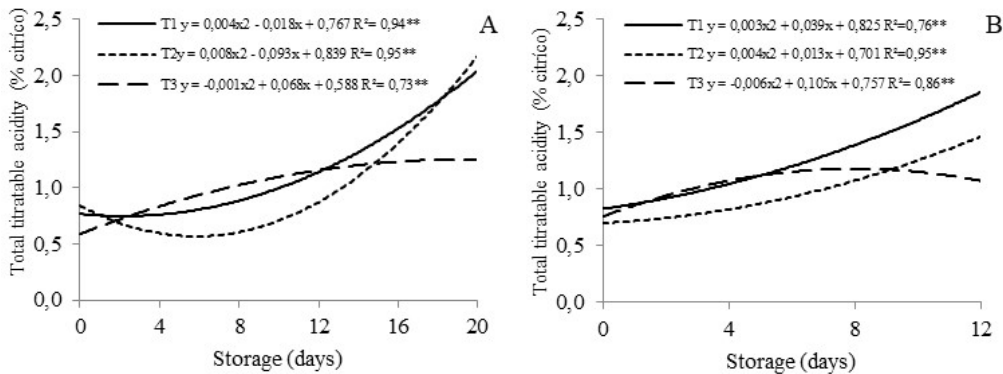 A
T1 y = 0,004x2 - 0,018x + 0,767 R²= 0,94**
T2y = 0,008x2 - 0,093x + 0,839 R²= 0,95**
T3 y = -0,001x2 + 0,068x + 0,588 R²= 0,73**
Total titratable acidity (% citríco)
2,5
2,0
1,5
1,0
0,5
0,0
0 4 8 12 16 20
Storage (days)
B
T1 y = 0,003x2 + 0,039x + 0,825 R²=0,76**
T2 y = 0,004x2 + 0,013x + 0,701 R²=0,95**
T3 y = -0,006x2 + 0,105x + 0,757 R²= 0,86**
Total titratable acidity (% citríco)
2,5
2,0
1,5
1,0
0,5
0,0
0 4 8 12
Storage (days)